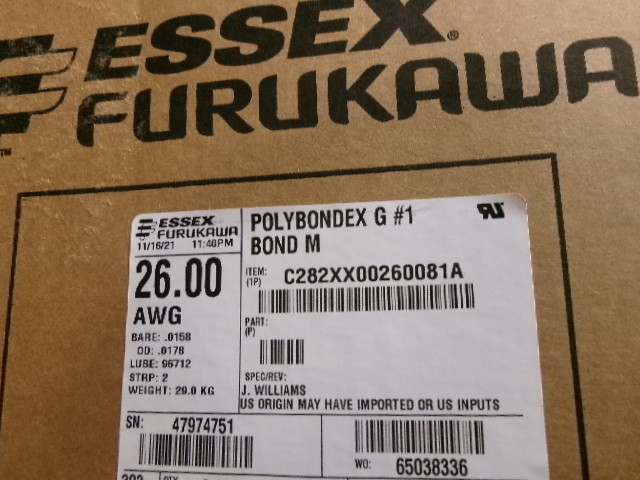 ESSEX®
FURUKAWA
™
ESSEX
FURUKAWA
11/16/21 11:40PM
POLYBONDEX G #1
BOND M
26.00
AWG
BARE: .0158
OD: .0178
LUBE: 96712
STRP: 2
WEIGHT: 29.0 KG
ITEM:
(1P)
C282XX00260081A
PART:
(P)
SPEC/REV:
J. WILLIAMS
US ORIGIN MAY HAVE IMPORTED OR US INPUTS
SN: 47974751
WO: 65038336